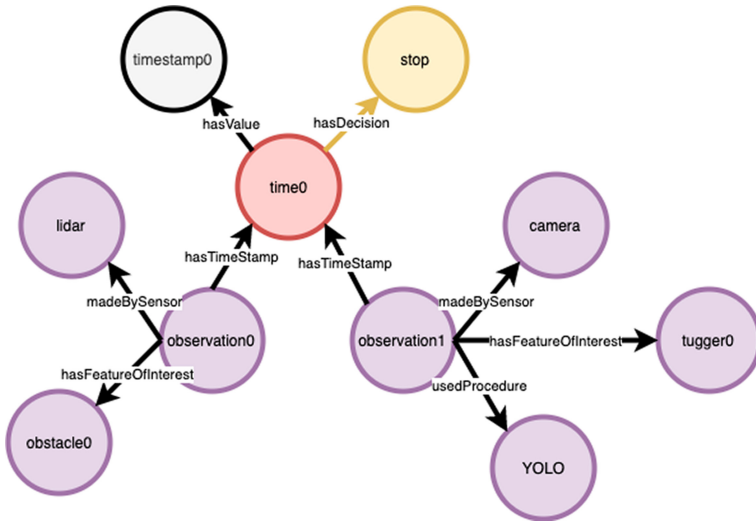 timestamp0
stop
hasValue
hasDecision
time0
lidar
camera
hasTimeStamp
hasTimeStamp
madeBySensor
madeBySensor
observation0
observation1
hasFeatureOfInterest
tugger0
hasFeatureOfInterest
usedProcedure
obstacle0
YOLO